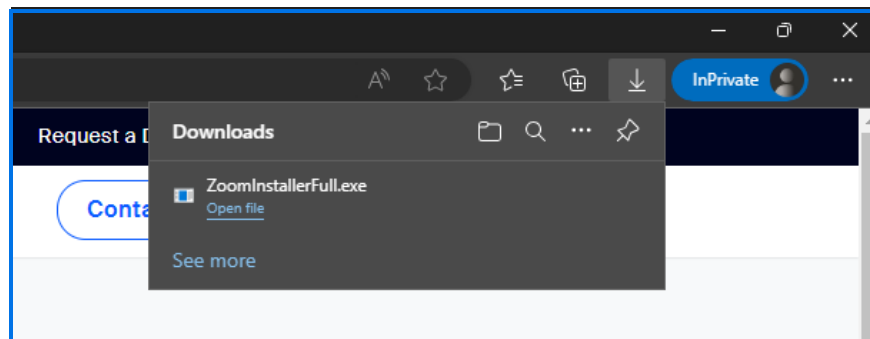 InPrivate
Request a D
Downloads
ZoomInstallerFull.exe
Open file
Conta
See more